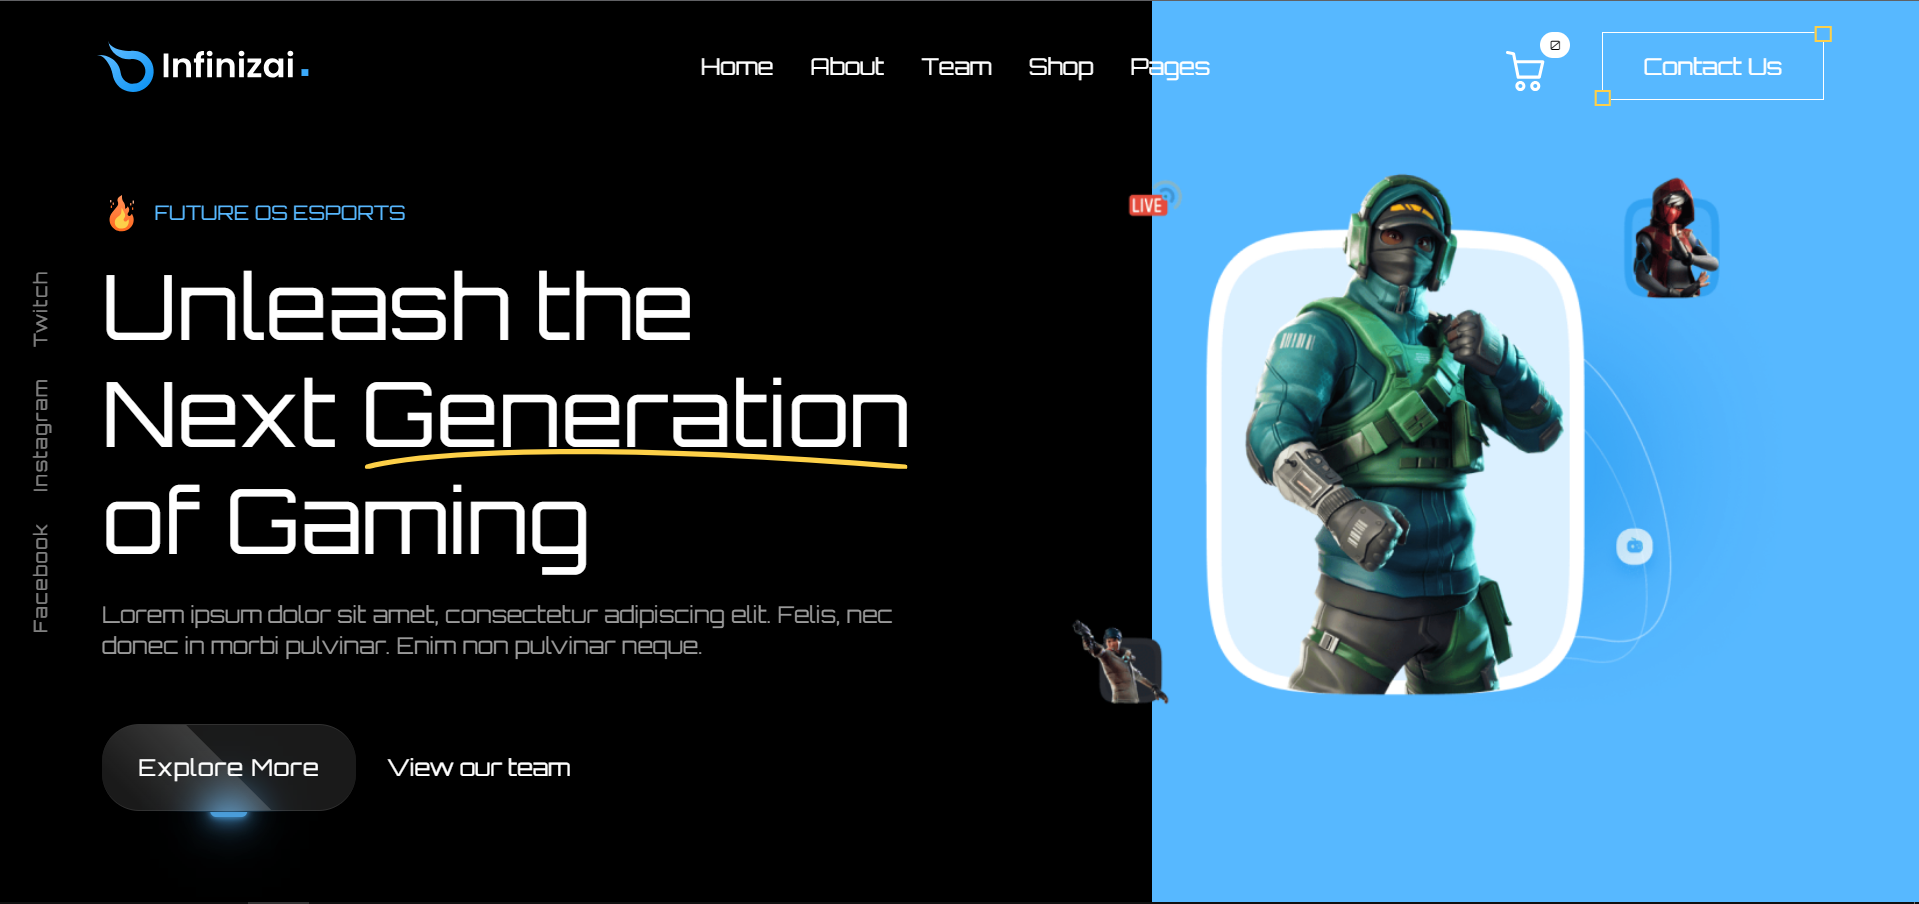 Infinizai.
Home About Team Shop Pages
0
Contact Us
FUTURE OS ESPORTS
LIVE
Unleash the
Next Generation
of Gaming
Twitch
Instagram
Facebook
Lorem ipsum dolor sit amet, consectetur adipiscing elit. Felis, nec
donec in morbi pulvinar. Enim non pulvinar neque.
Explore More
View our team